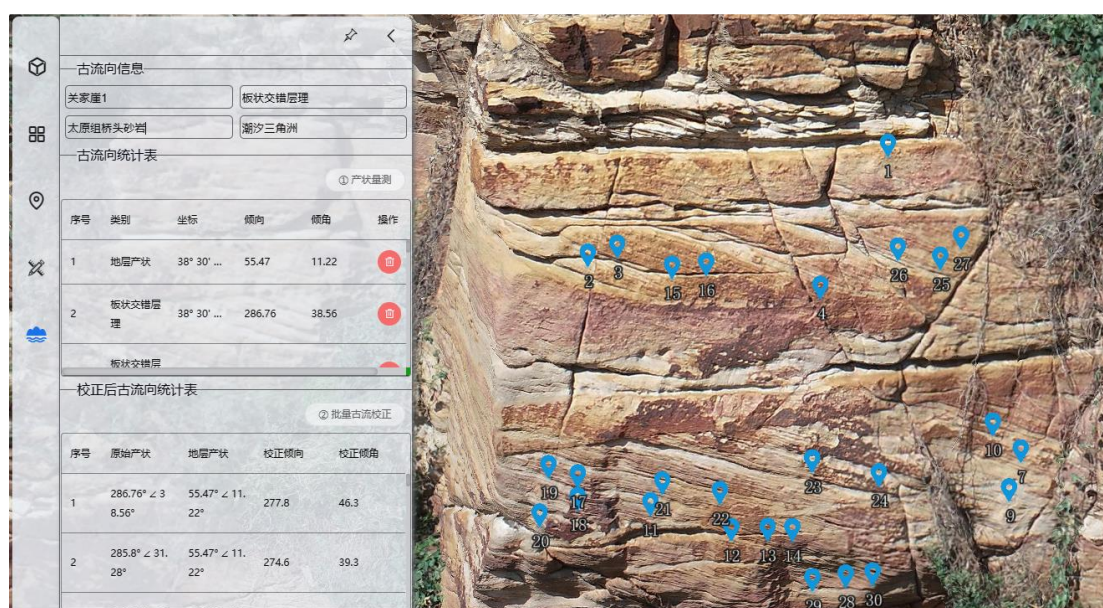 古流向信息
关家崖1
板状交错层理
太原组桥头砂岩
潮汐三角洲
古流向统计表
① 产状量测
序号 类别 坐标 倾向 倾角 操作
1 地层产状 38° 30' ... 55.47 11.22
2 板状交错层
理 38° 30' ... 286.76 38.56
板状交错层
校正后古流向统计表
② 批量古流校正
序号 原始产状 地层产状 校正倾向 校正倾角
1 286.76° ∠ 3
8.56° 55.47° ∠ 11.
22° 277.8 46.3
2 285.8° ∠ 31.
28° 55.47° ∠ 11.
22° 274.6 39.3
1
2
3
15
16
4
26
25
27
10
7
9
19
17
18
20
21
11
22
12
13
14
23
24
29
28
30